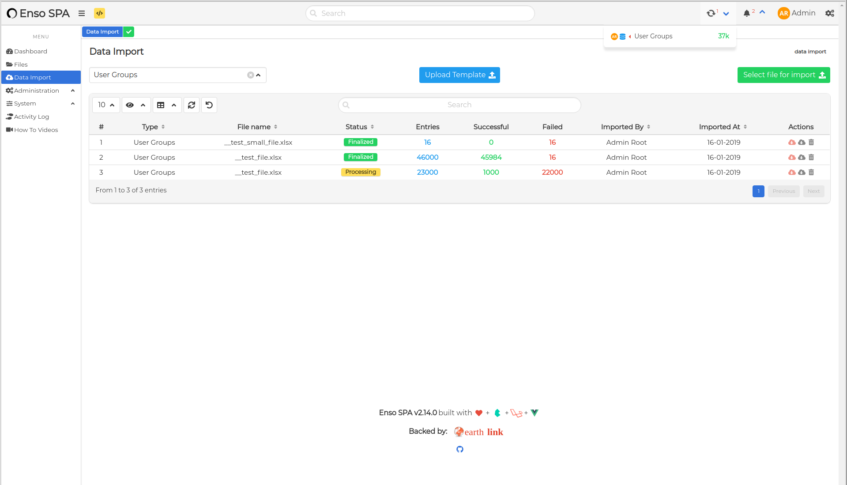 Enso SPA
</>
Search
1
2
AR Admin
MENU
Dashboard
Files
Data Import
Administration
System
Activity Log
How To Videos
Data Import
AR User Groups 37k
Data Import
data import
User Groups
Upload Template
Select file for import
10
Search
# Type File name Status Entries Successful Failed Imported By Imported At Actions
1 User Groups __test_small_file.xlsx Finalized 16 0 16 Admin Root 16-01-2019
2 User Groups __test_file.xlsx Finalized 46000 45984 16 Admin Root 16-01-2019
3 User Groups __test_file.xlsx Processing 23000 1000 22000 Admin Root 16-01-2019
From 1 to 3 of 3 entries
1 Previous Next
Enso SPA v2.14.0 built with + + +
Backed by: earth link